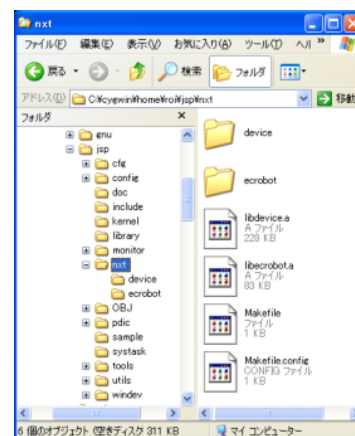 nxt
ファイル(F) 編集(E) 表示(V) お気に入り(A) ツール(T) ヘル »
戻る 検索 フォルダ
アドレス(D) C:¥cygwin¥home¥roi¥jsp¥nxt 移動
フォルダ ×
gnu
jsp
cfg
config
doc
include
kernel
library
monitor
nxt
device
ecrobot
OBJ
pdic
sample
systask
tools
utils
windev
device
ecrobot
libdevice.a
A ファイル
228 KB
libecrobot.a
A ファイル
83 KB
Makefile
ファイル
1 KB
Makefile.config
CONFIG ファイル
1 KB
6 個のオブジェクト (空きディスク 311 KB マイ コンピューター